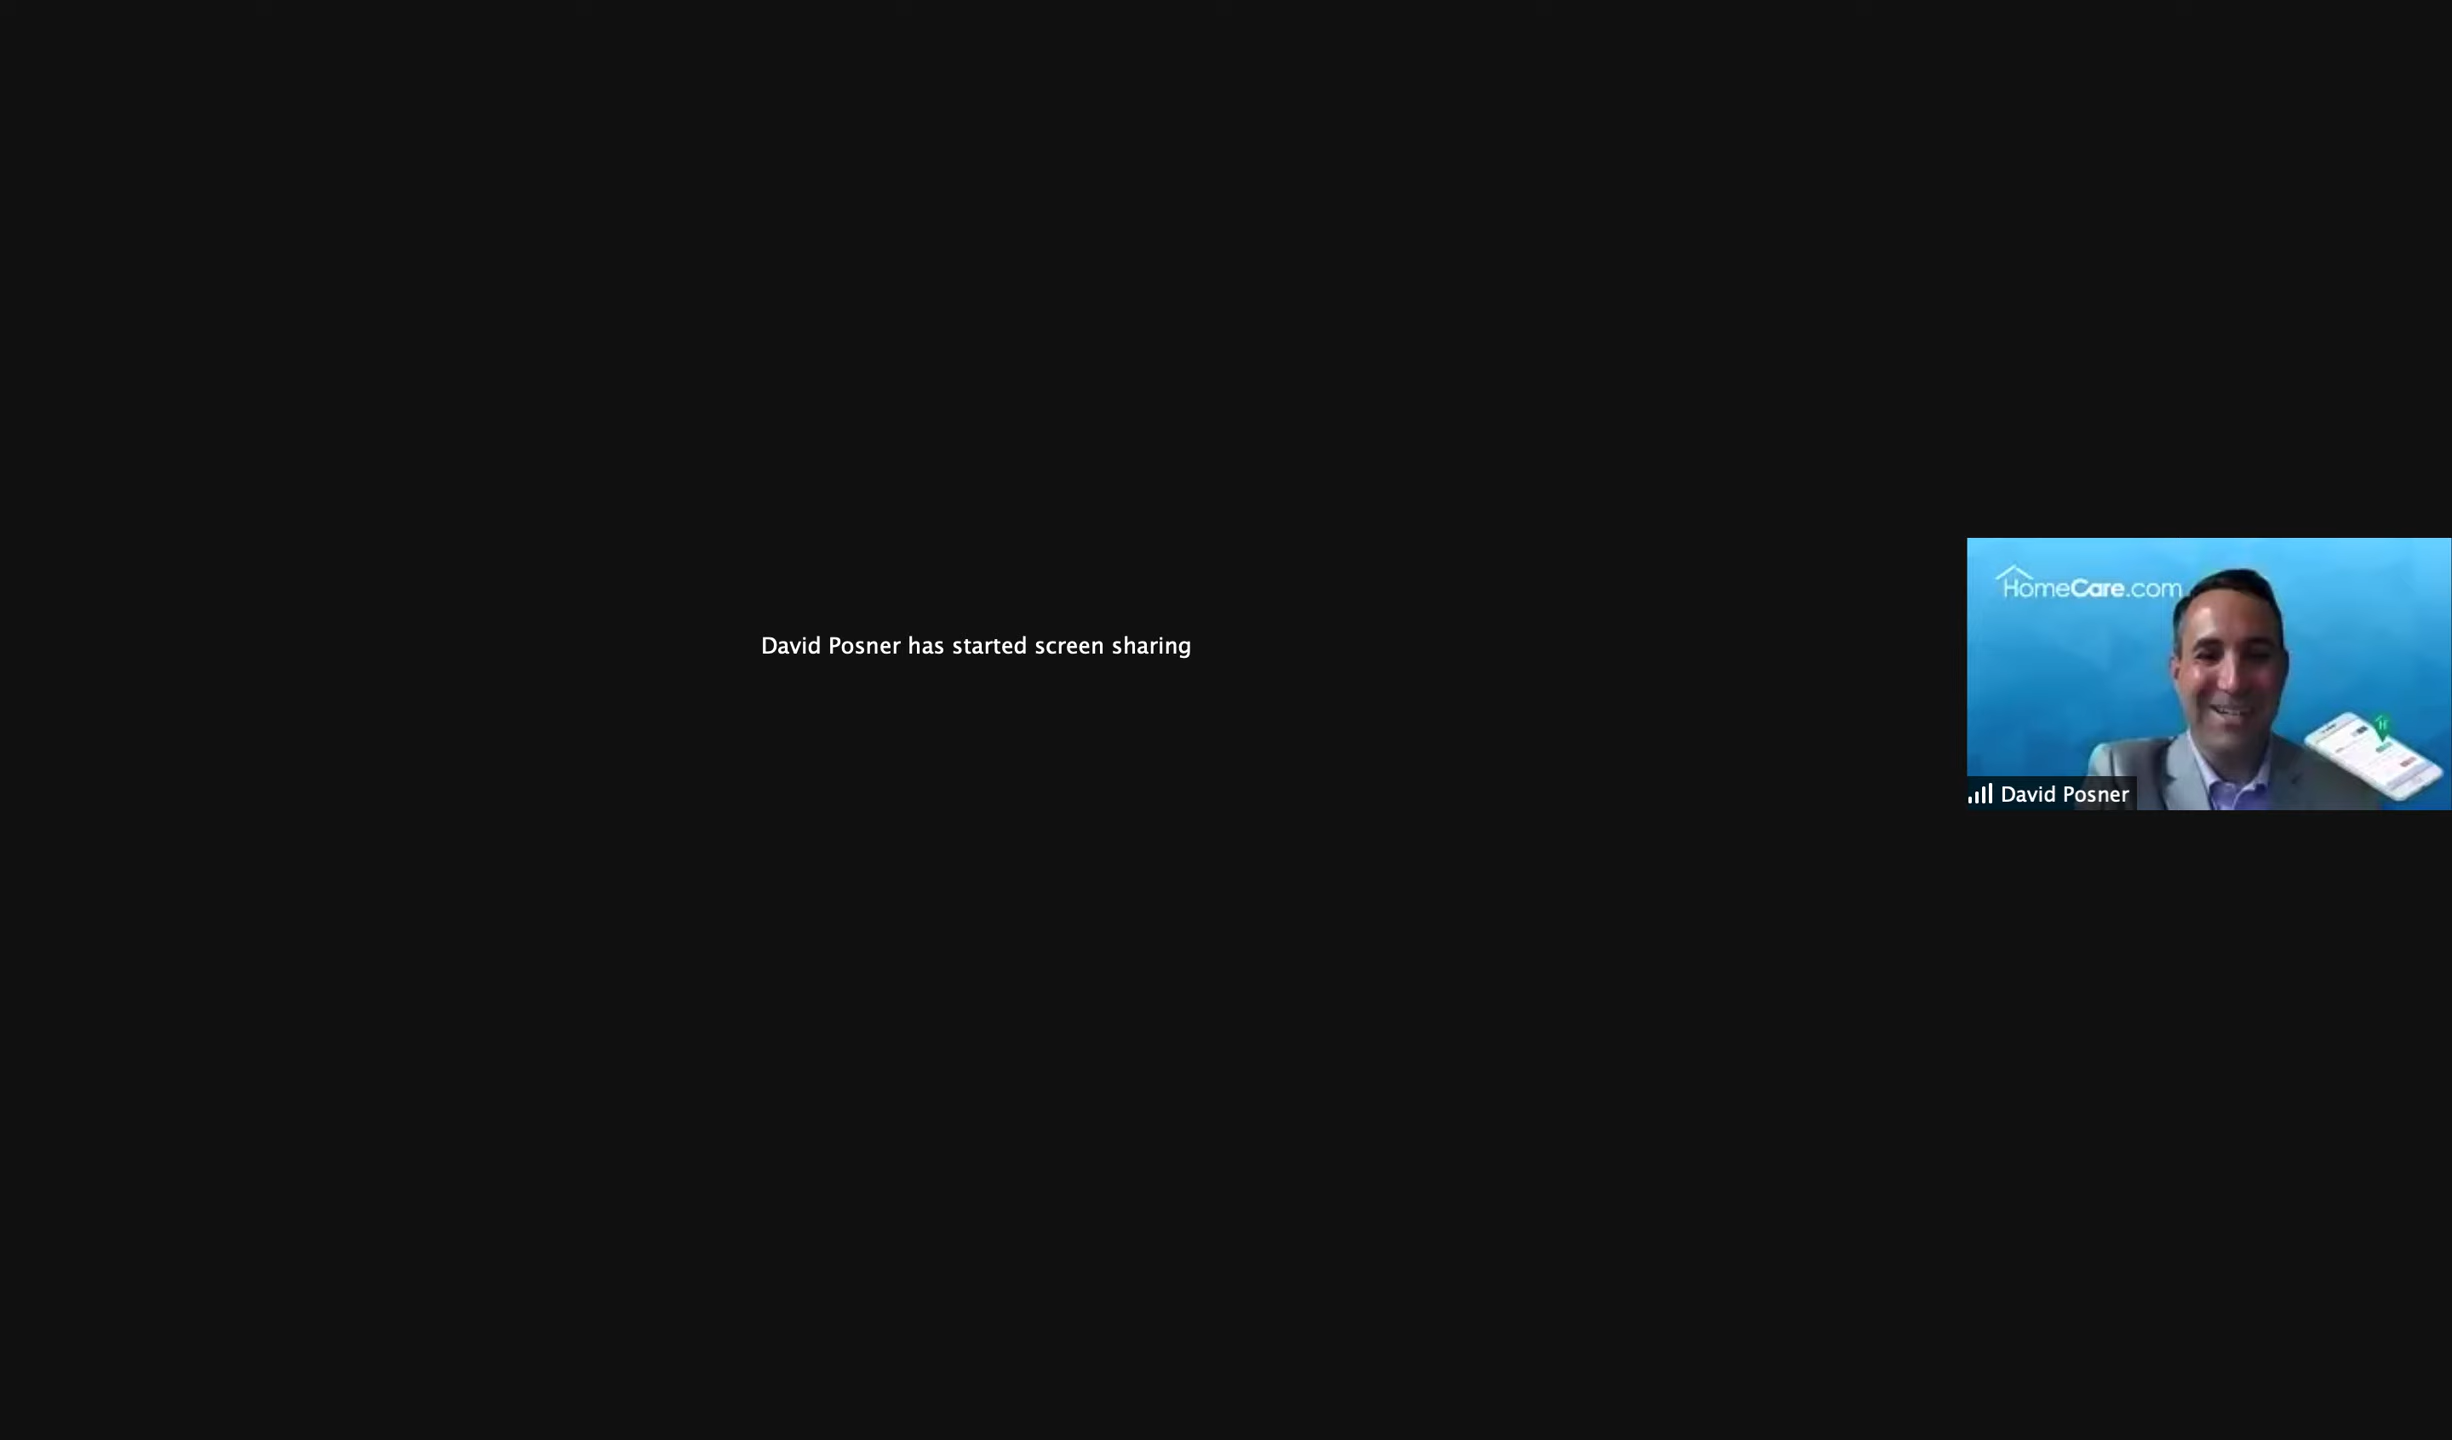 David Posner has started screen sharing
HomeCare.com
H
David Posner